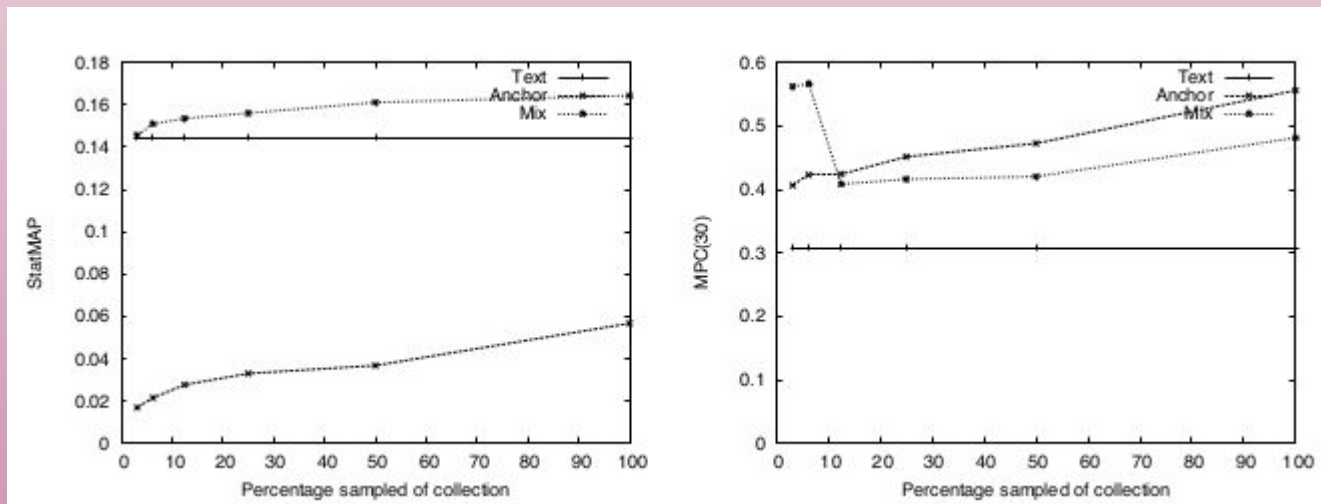 0.18
0.16
0.14
0.12
0.1
0.08
0.06
0.04
0.02
0
StatMAP
0 10 20 30 40 50 60 70 80 90 100
Percentage sampled of collection
Text
Anchor
Mix
0.6
0.5
0.4
0.3
0.2
0.1
0
MPC(30)
0 10 20 30 40 50 60 70 80 90 100
Percentage sampled of collection
Text
Anchor
Mix